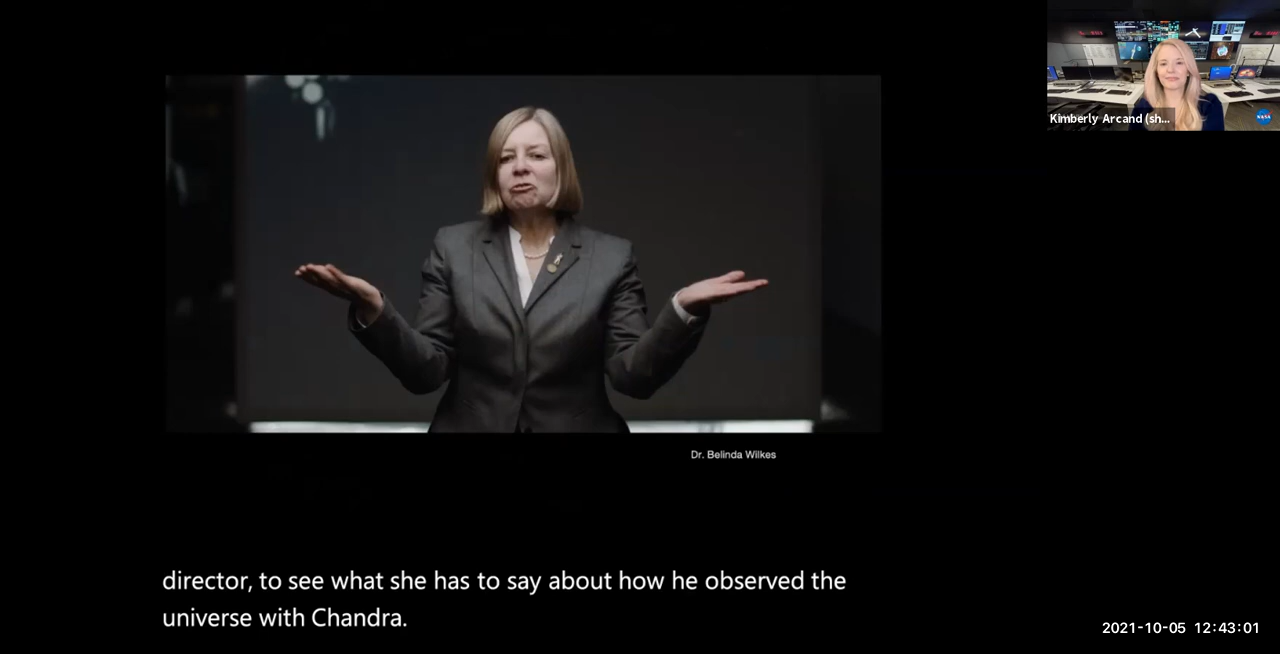 Kimberly Arcand (sh...
NASA
Dr. Belinda Wilkes
director, to see what she has to say about how he observed the
universe with Chandra.
2021-10-05 12:43:01